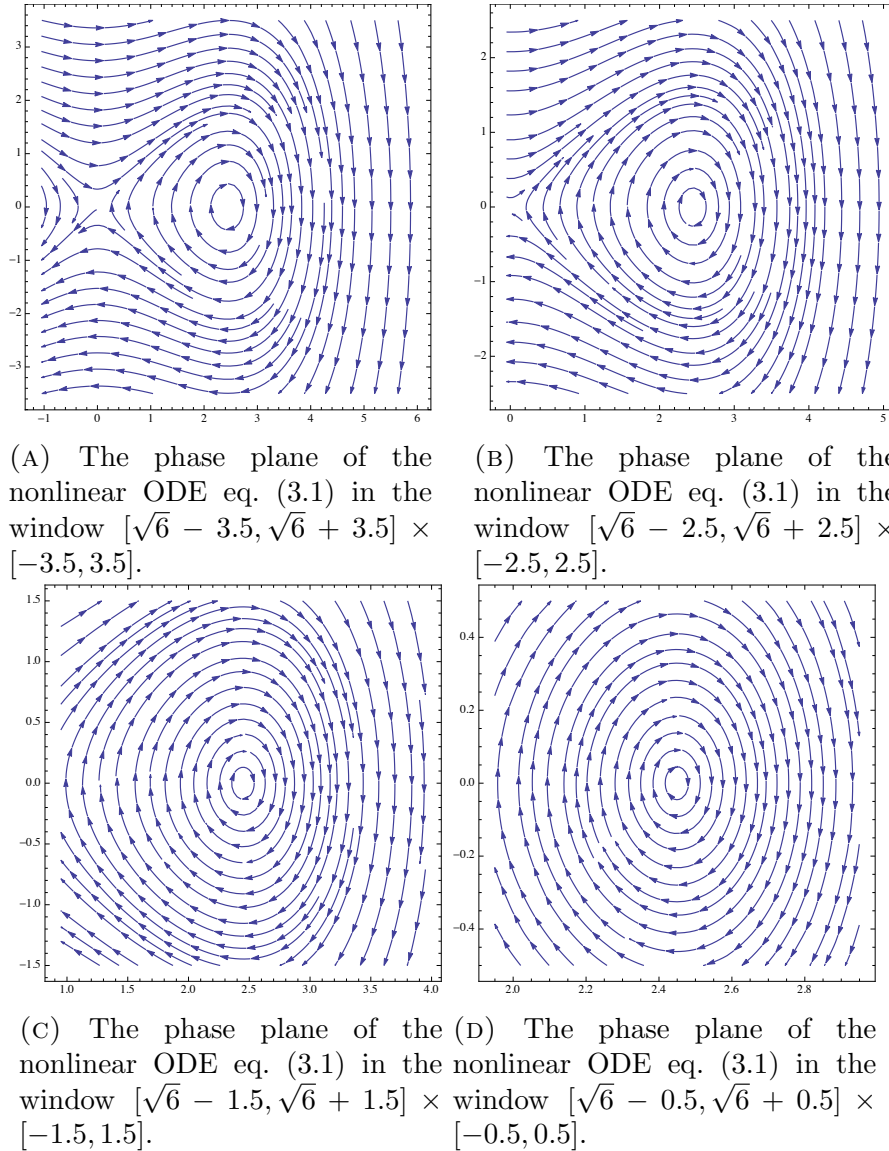 3
2
1
0
−1
−2
−3
−1 0 1 2 3 4 5 6
2
1
0
−1
−2
0 1 2 3 4 5
(A) The phase plane of the
nonlinear ODE eq. (3.1) in the
window [√6 − 3.5, √6 + 3.5] ×
[−3.5, 3.5].
(B) The phase plane of the
nonlinear ODE eq. (3.1) in the
window [√6 − 2.5, √6 + 2.5] ×
[−2.5, 2.5].
1.5
1.0
0.5
0.0
−0.5
−1.0
−1.5
1.0 1.5 2.0 2.5 3.0 3.5 4.0
0.4
0.2
0.0
−0.2
−0.4
2.0 2.2 2.4 2.6 2.8
(C) The phase plane of the
nonlinear ODE eq. (3.1) in the
window [√6 − 1.5, √6 + 1.5] ×
[−1.5, 1.5].
(D) The phase plane of the
nonlinear ODE eq. (3.1) in the
window [√6 − 0.5, √6 + 0.5] ×
[−0.5, 0.5].